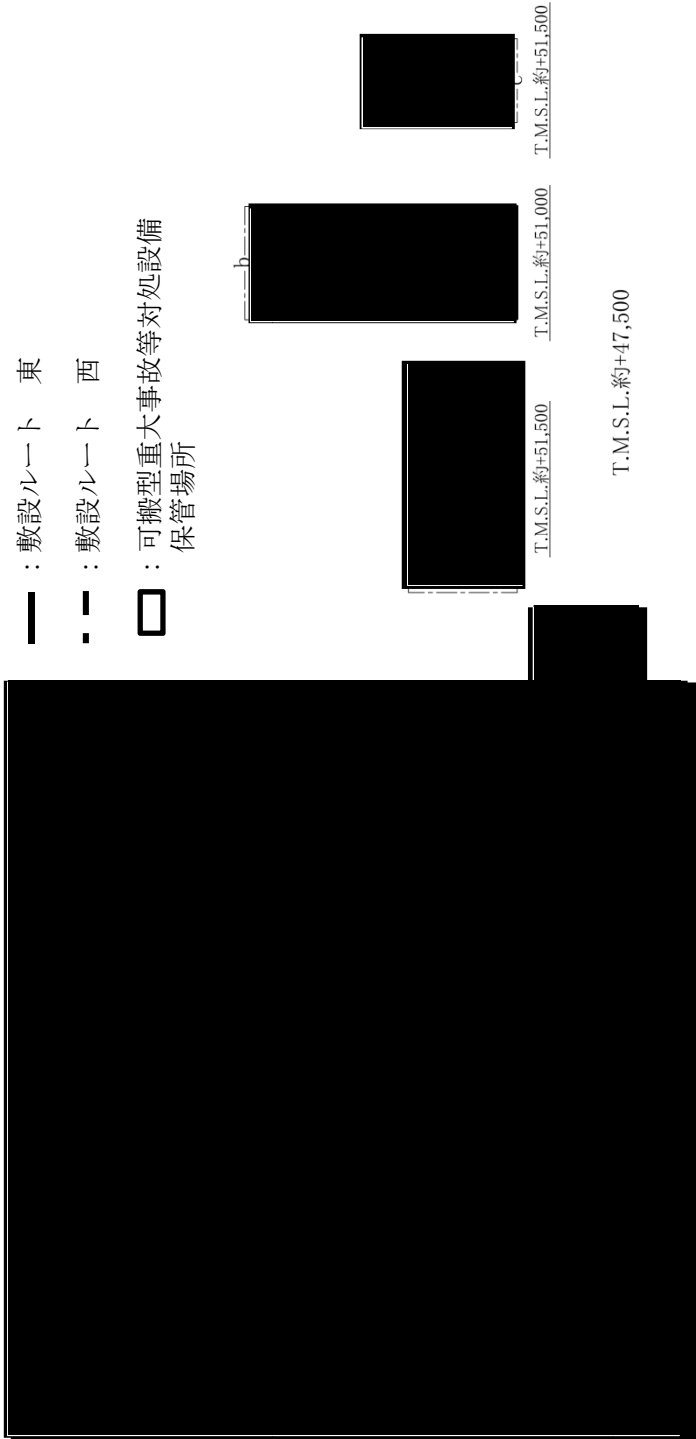 ：敷設ルート　東
：敷設ルート　西
：可搬型重大事故等対処設備
保管場所
b
c
T.M.S.L.約+51,500
T.M.S.L.約+51,000
T.M.S.L.約+51,500
T.M.S.L.約+47,500